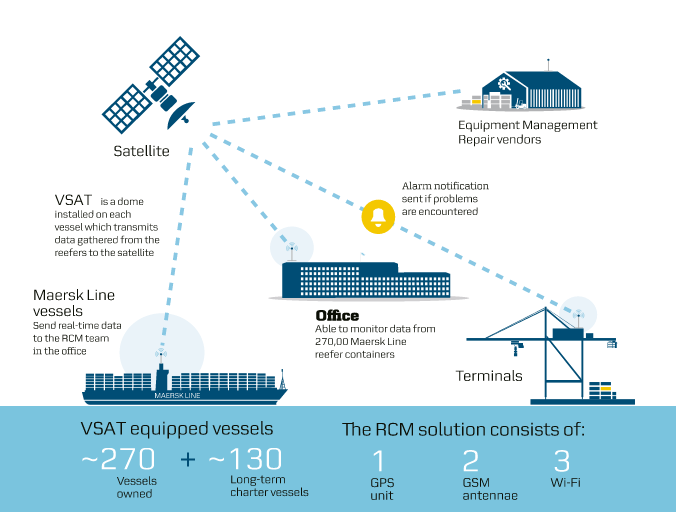 Satellite
Equipment Management
Repair vendors
Alarm notification
sent if problems
are encountered
VSAT is a dome
installed on each
vessel which transmits
data gathered from the
reefers to the satellite
Maersk Line
vessels
Send real-time data
to the RCM team
in the office
MAERSK LINE
Office
Able to monitor data from
270,00 Maersk Line
reefer containers
Terminals
VSAT equipped vessels
~270 + ~130
Vessels
owned
Long-term
charter vessels
The RCM solution consists of:
1 2 3
GPS
unit
GSM
antennae
Wi-Fi